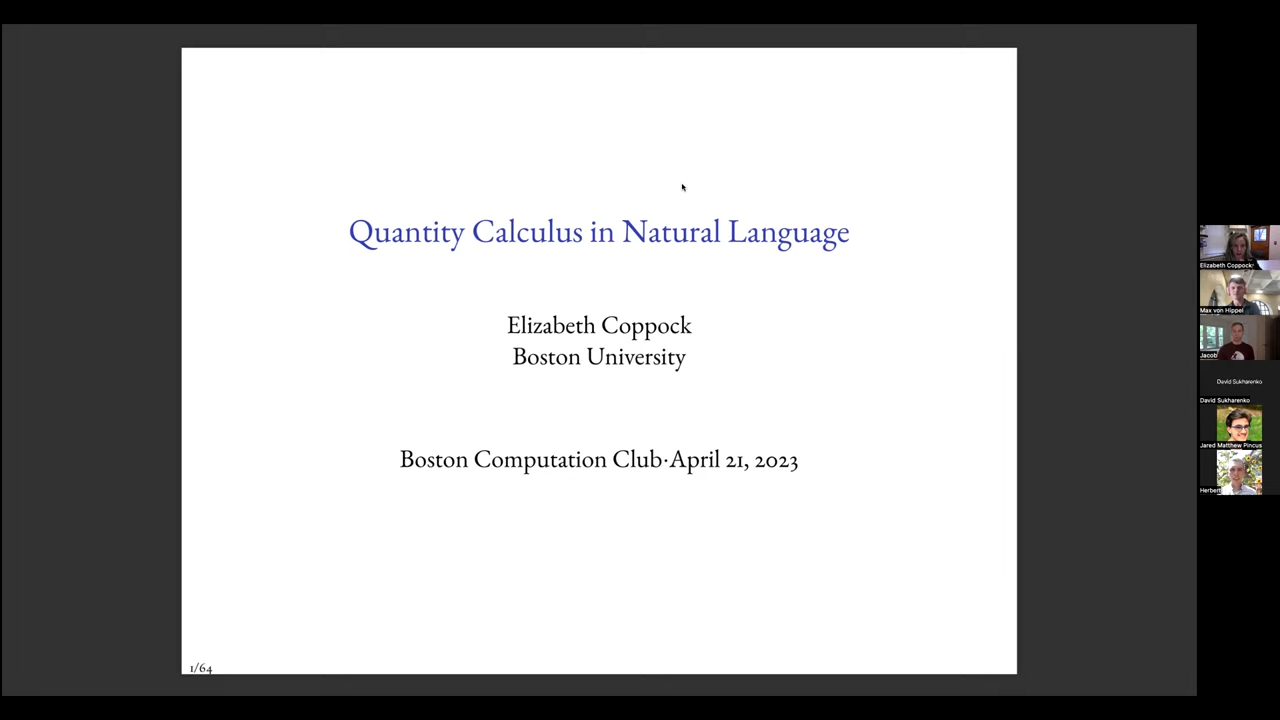 Quantity Calculus in Natural Language
Elizabeth Coppock
Boston University
Boston Computation Club·April 21, 2023
1/64
Elizabeth Coppock
Max von Hippel
Jacob
David Sukharenko
David Sukharenko
Jared Matthew Pincus
Herbert